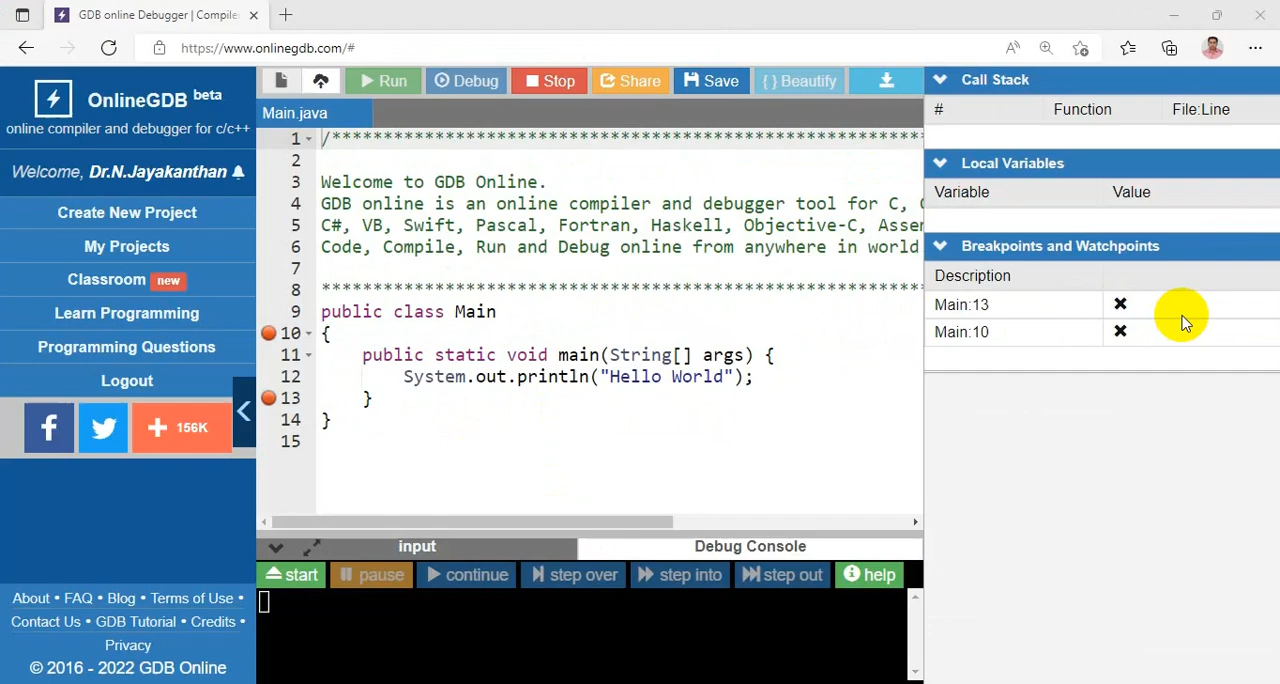 GDB online Debugger | Compile
https://www.onlinegdb.com/#
OnlineGDB beta
online compiler and debugger for c/c++
Welcome, Dr.N.Jayakanthan
Create New Project
My Projects
Classroom new
Learn Programming
Programming Questions
Logout
156K
About • FAQ • Blog • Terms of Use •
Contact Us • GDB Tutorial • Credits •
Privacy
© 2016 - 2022 GDB Online
Run Debug Stop Share Save { } Beautify
Main.java
1 /**********************************************************
2
3 Welcome to GDB Online.
4 GDB online is an online compiler and debugger tool for C,
5 C#, VB, Swift, Pascal, Fortran, Haskell, Objective-C,
6 Code, Compile, Run and Debug online from anywhere in world
7
8 **********************************************************
9 public class Main
10 {
11 public static void main(String[] args) {
12 System.out.println("Hello World");
13 }
14 }
15
input Debug Console
start pause continue step over step into step out help
Call Stack
# Function File:Line
Local Variables
Variable Value
Breakpoints and Watchpoints
Description
Main:13
Main:10